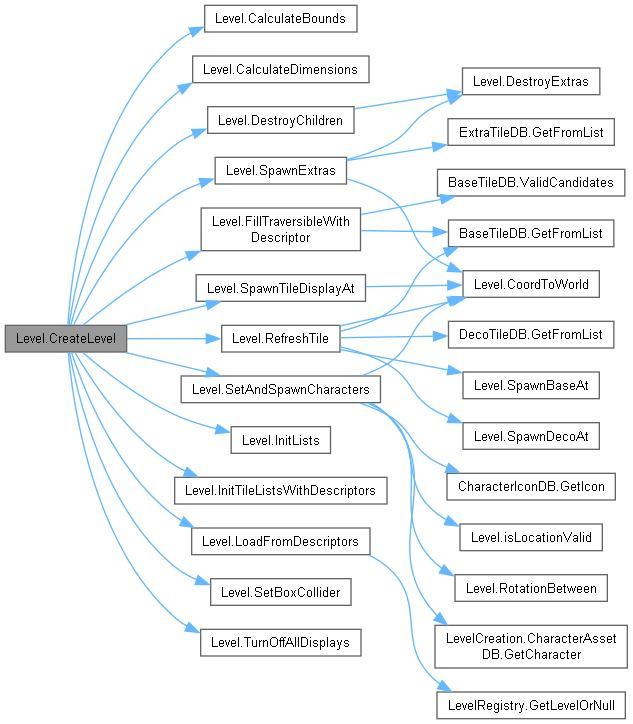 Level.CreateLevel
Level.CalculateBounds
Level.CalculateDimensions
Level.DestroyChildren
Level.SpawnExtras
Level.FillTraversibleWith
Descriptor
Level.SpawnTileDisplayAt
Level.RefreshTile
Level.SetAndSpawnCharacters
Level.InitLists
Level.InitTileListsWithDescriptors
Level.LoadFromDescriptors
Level.SetBoxCollider
Level.TurnOffAllDisplays
Level.DestroyExtras
ExtraTileDB.GetFromList
BaseTileDB.ValidCandidates
BaseTileDB.GetFromList
Level.CoordToWorld
DecoTileDB.GetFromList
Level.SpawnBaseAt
Level.SpawnDecoAt
CharacterIconDB.GetIcon
Level.isLocationValid
Level.RotationBetween
LevelCreation.CharacterAsset
DB.GetCharacter
LevelRegistry.GetLevelOrNull